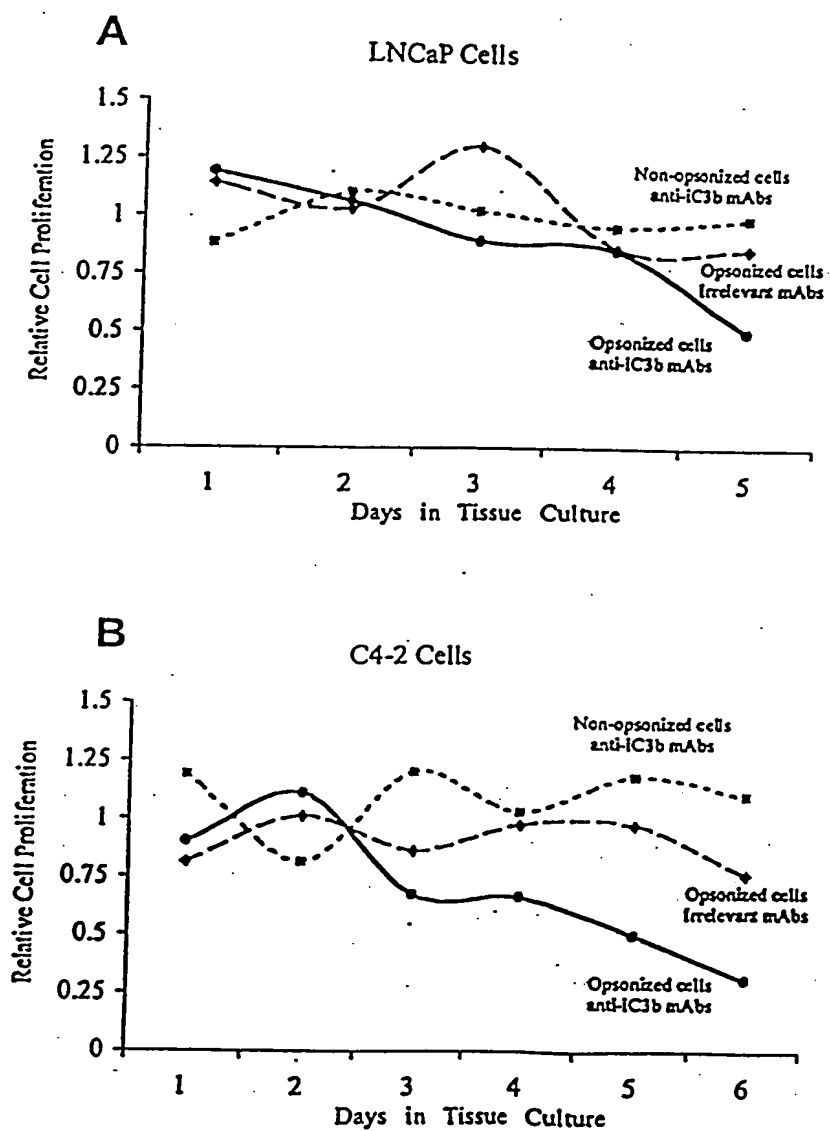 A
LNCaP Cells
Relative Cell Proliferation
1.5
1.25
1
0.75
0.5
0.25
0
Non-opsonized cells
anti-iC3b mAbs
Opsonized cells
Irrelevant mAbs
Opsonized cells
anti-iC3b mAbs
1 2 3 4 5
Days in Tissue Culture
B
C4-2 Cells
Relative Cell Proliferation
1.5
1.25
1
0.75
0.5
0.25
0
Non-opsonized cells
anti-iC3b mAbs
Opsonized cells
Irrelevant mAbs
Opsonized cells
anti-iC3b mAbs
1 2 3 4 5 6
Days in Tissue Culture